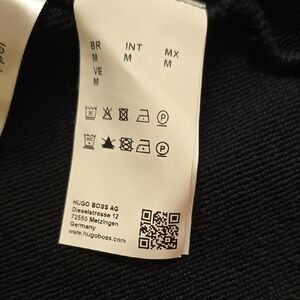 BR INT MX
M M M
VE
M
HUGO BOSS AG
Dieselstrasse 12
72555 Metzingen
Germany
www.hugoboss.com